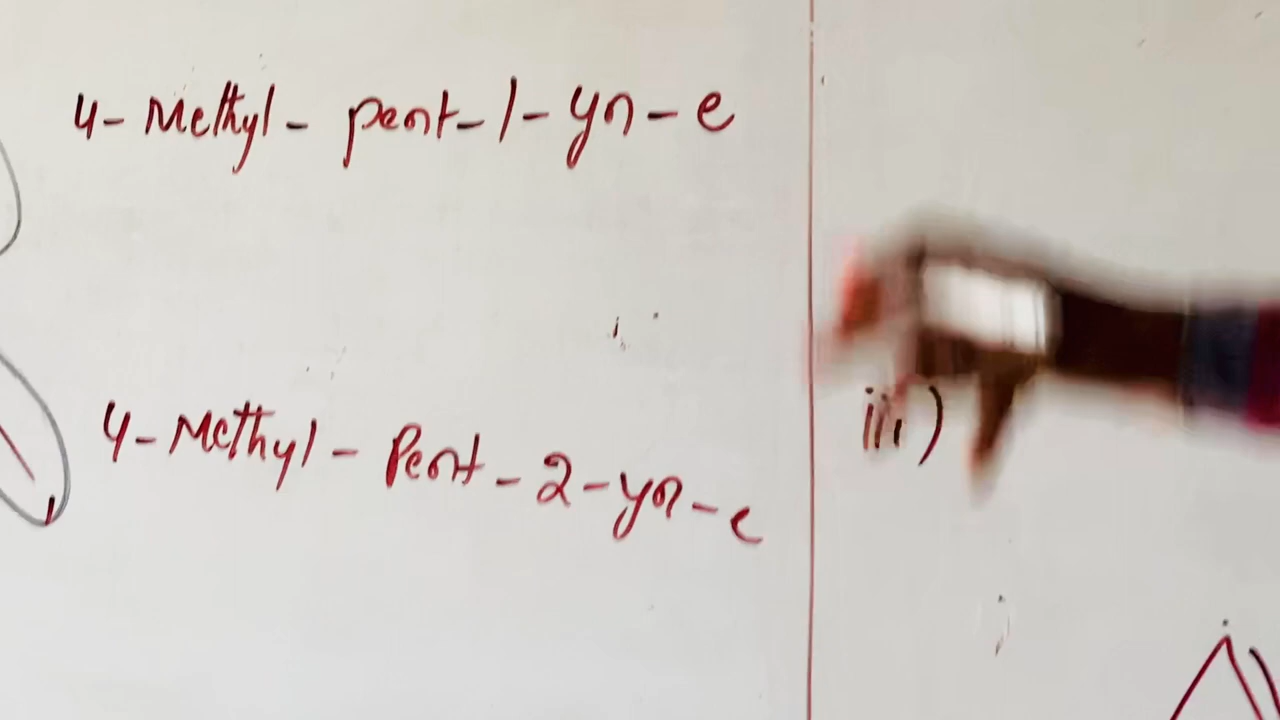 4- Methyl - pent-1-yn-e
4-Methyl - Pent-2-yn-e
iii)